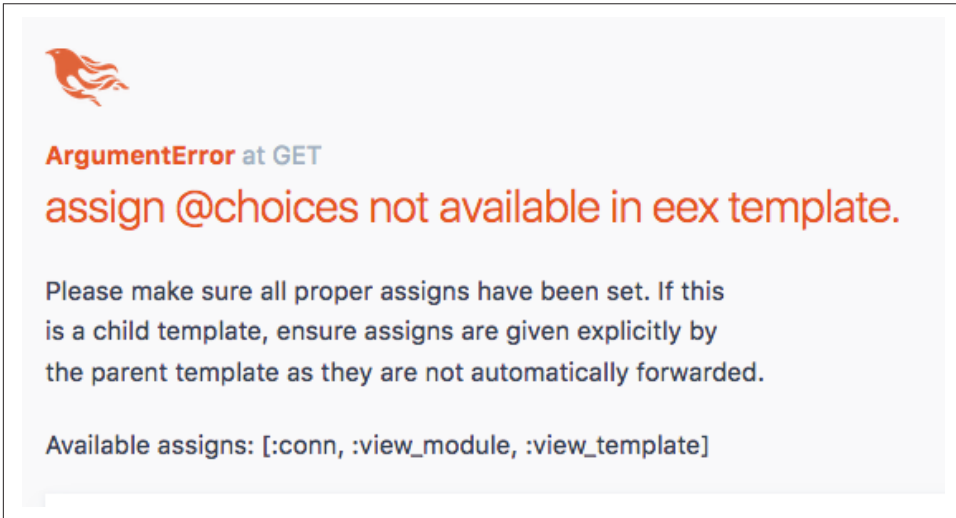 ArgumentError at GET
assign @choices not available in eex template.
Please make sure all proper assigns have been set. If this
is a child template, ensure assigns are given explicitly by
the parent template as they are not automatically forwarded.
Available assigns: [:conn, :view_module, :view_template]